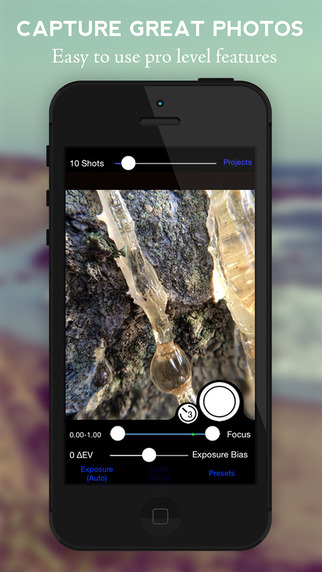 CAPTURE GREAT PHOTOS
Easy to use pro level features
10 Shots
Projects
3
0.00-1.00
Focus
0 ΔEV
Exposure Bias
Exposure
(Auto)
Presets